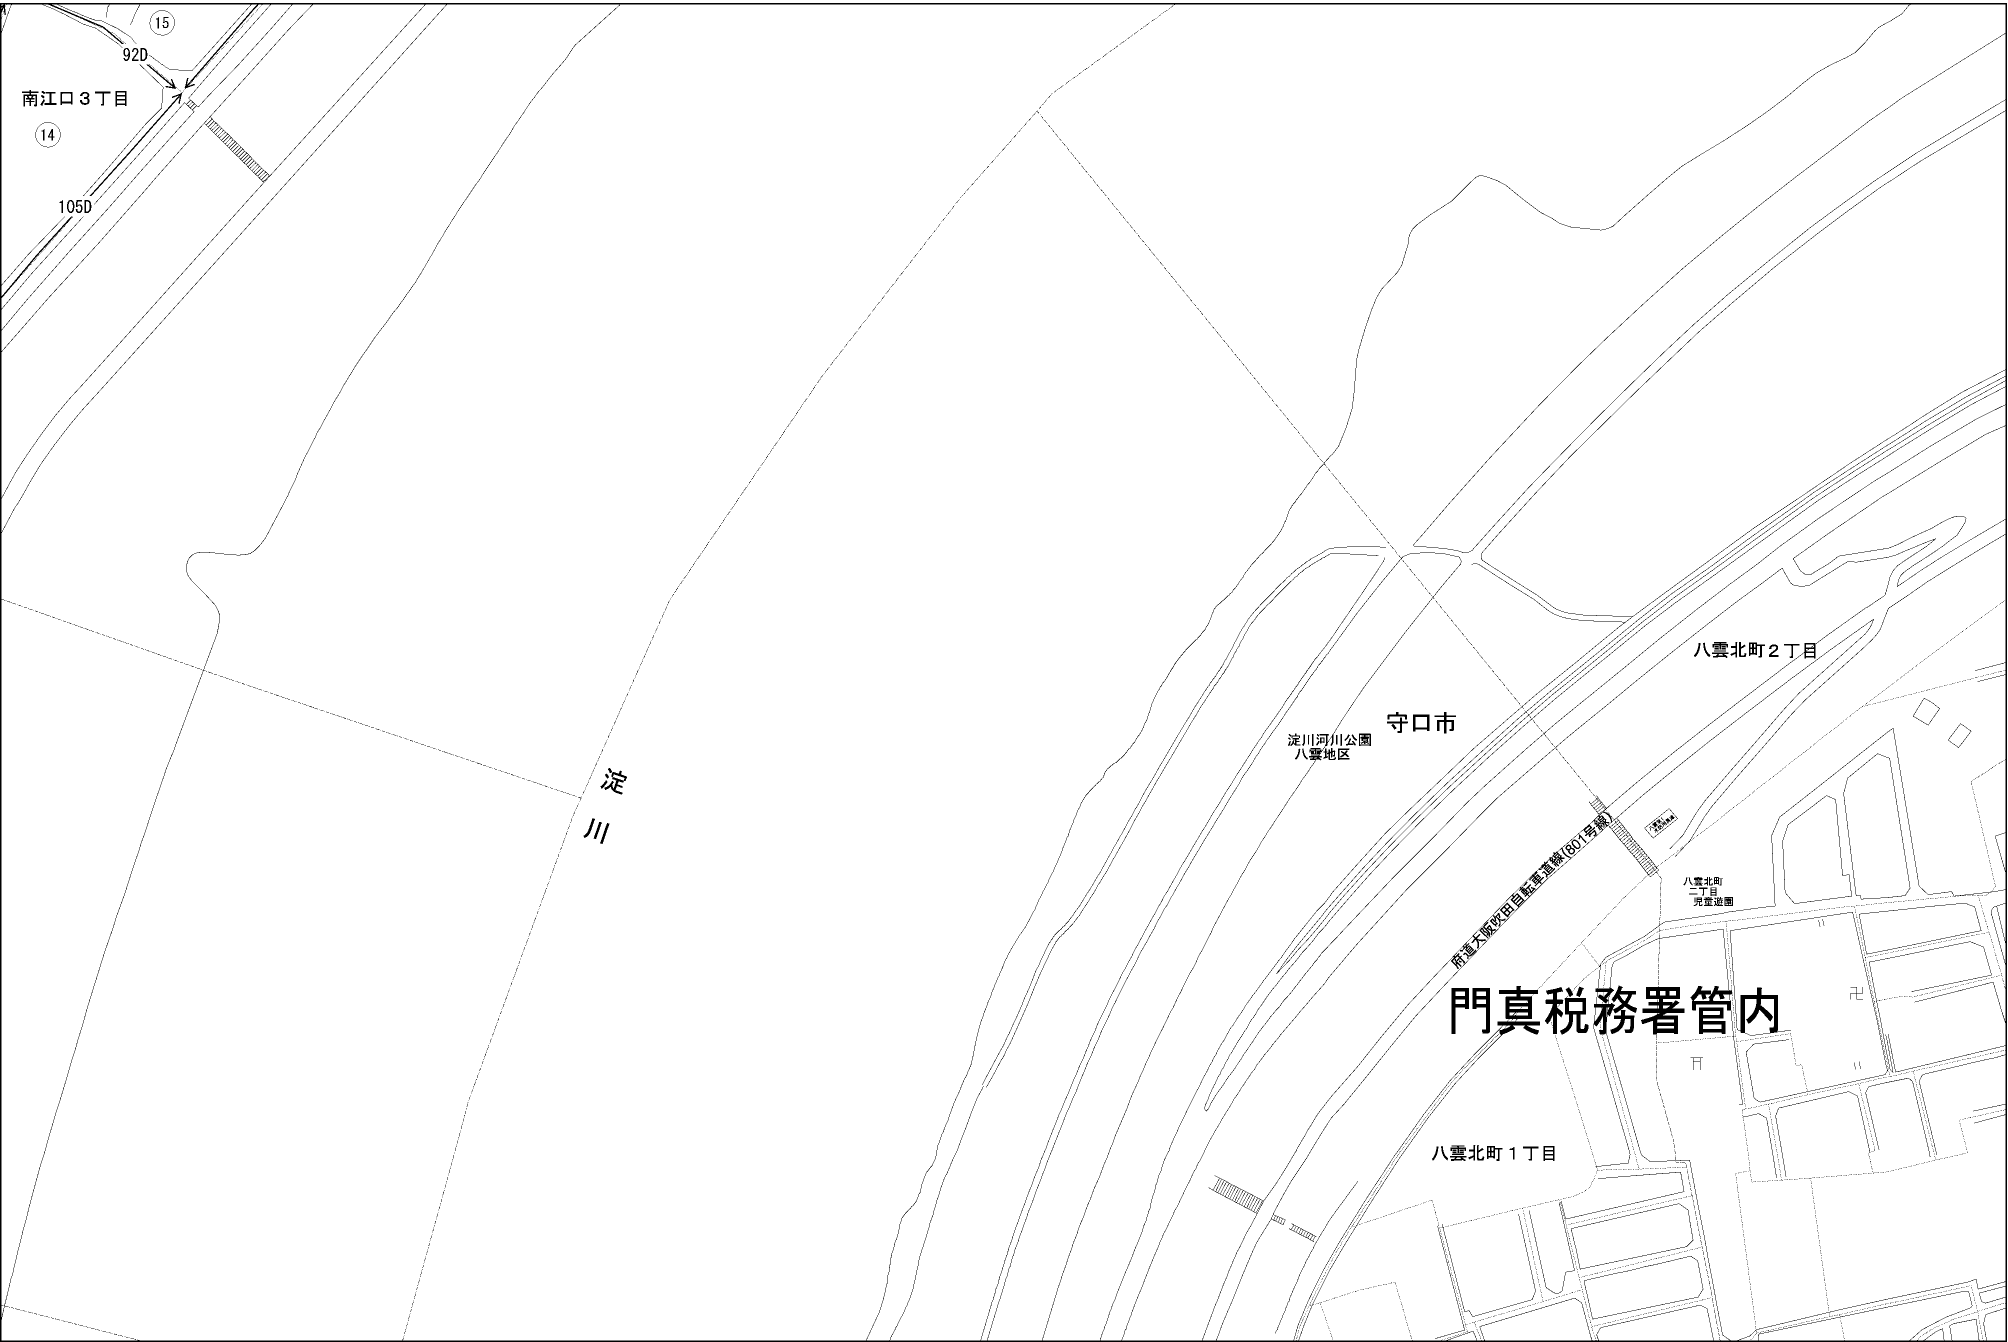 15
92D
南江口3丁目
14
105D
八雲北町2丁目
守口市
淀川河川公園
八雲地区
淀
川
府道大阪吹田自転車道線(801号線)
八雲北町
二丁目
児童遊園
門真税務署管内
八雲北町1丁目